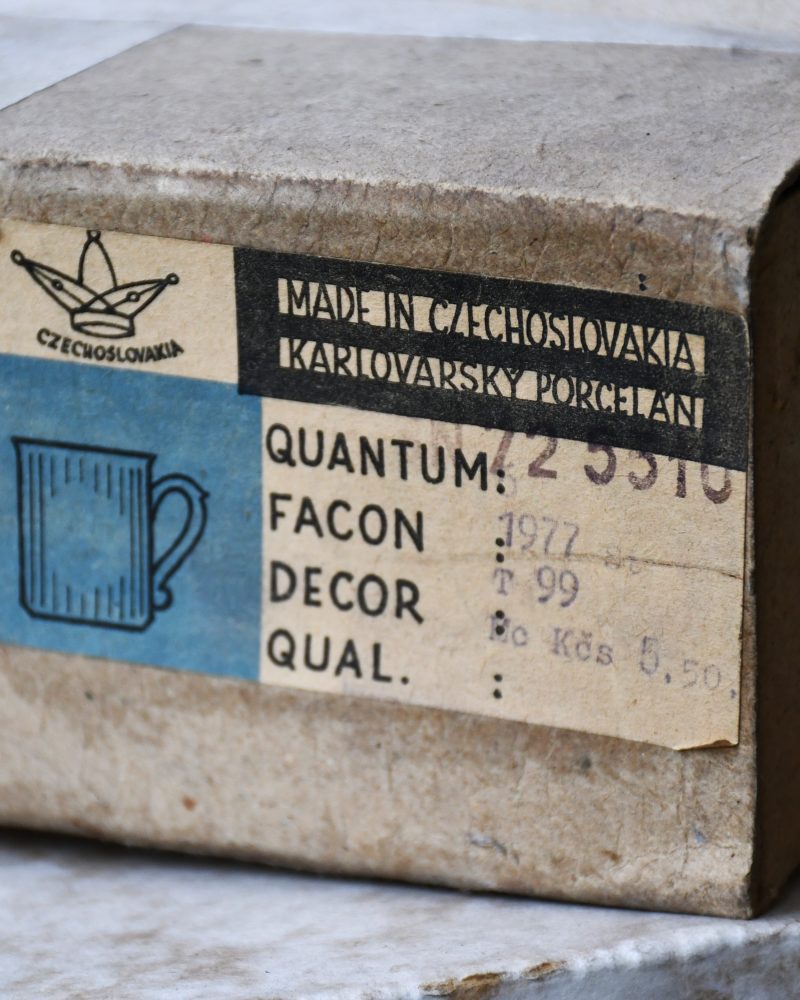 CZECHOSLOVAKIA
MADE IN CZECHOSLOVAKIA
KARLOVARSKÝ PORCELÁN
QUANTUM:
FACON : 1977
DECOR : T 99
QUAL. : Kčs 5.50.